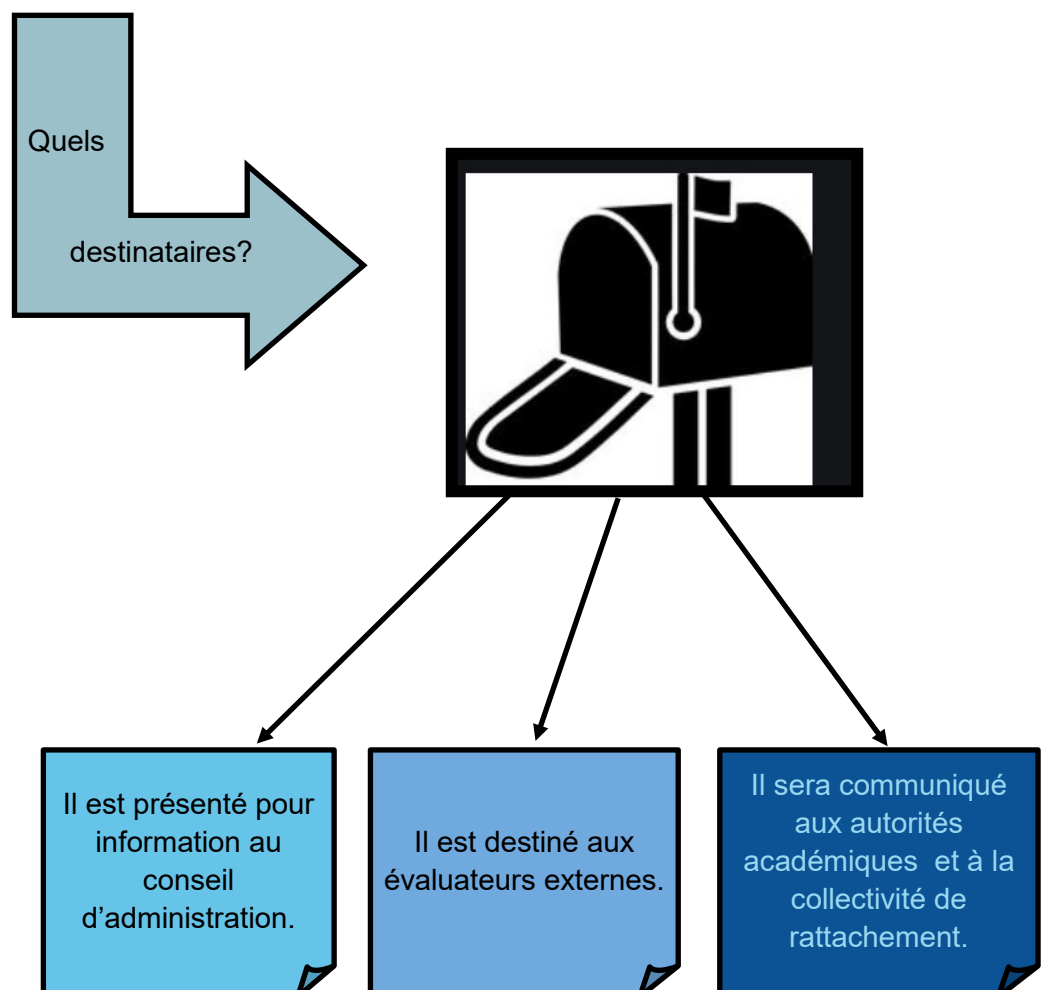 Quels
destinataires?
Il est présenté pour
information au
conseil
d’administration.
Il est destiné aux
évaluateurs externes.
Il sera communiqué
aux autorités
académiques et à la
collectivité de
rattachement.